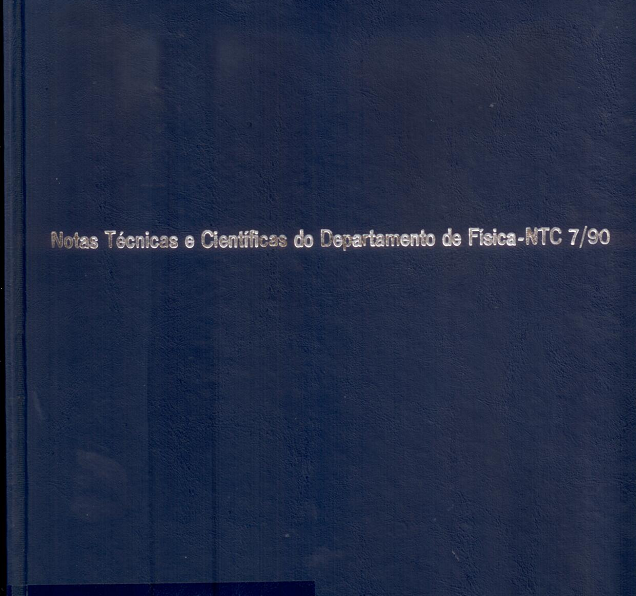 Notas Técnicas e Científicas do Departamento de Física-NTC 7/90